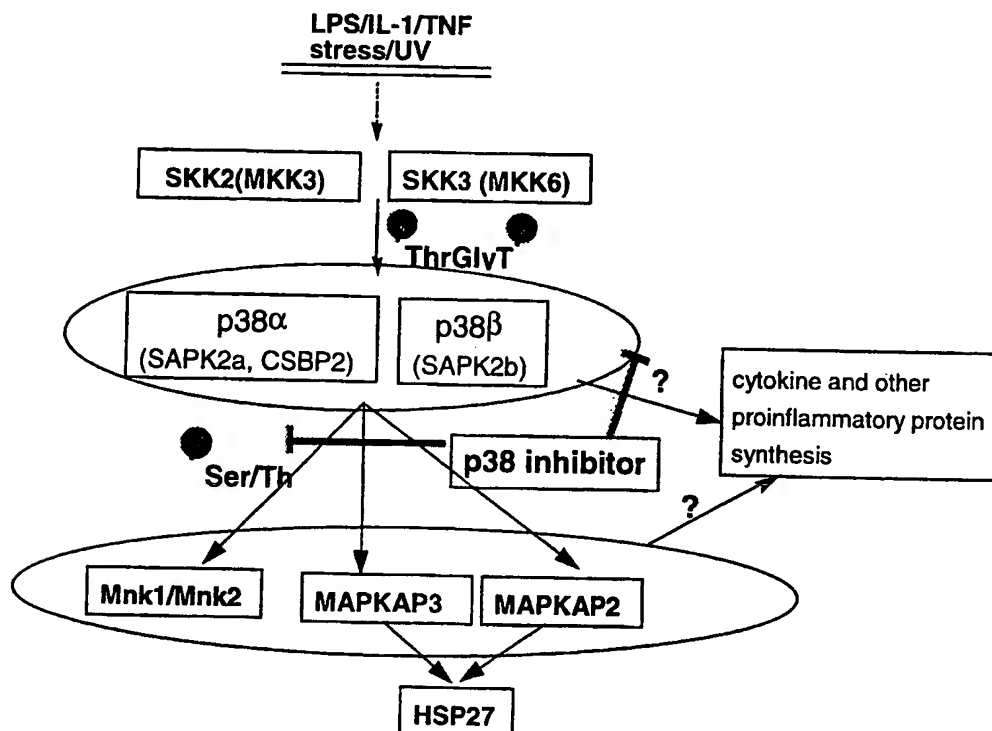 LPS/IL-1/TNF
stress/UV
SKK2(MKK3)
SKK3 (MKK6)
ThrGlyT
p38α
(SAPK2a, CSBP2)
p38β
(SAPK2b)
?
cytokine and other
proinflammatory protein
synthesis
p38 inhibitor
Ser/Th
?
Mnk1/Mnk2
MAPKAP3
MAPKAP2
HSP27